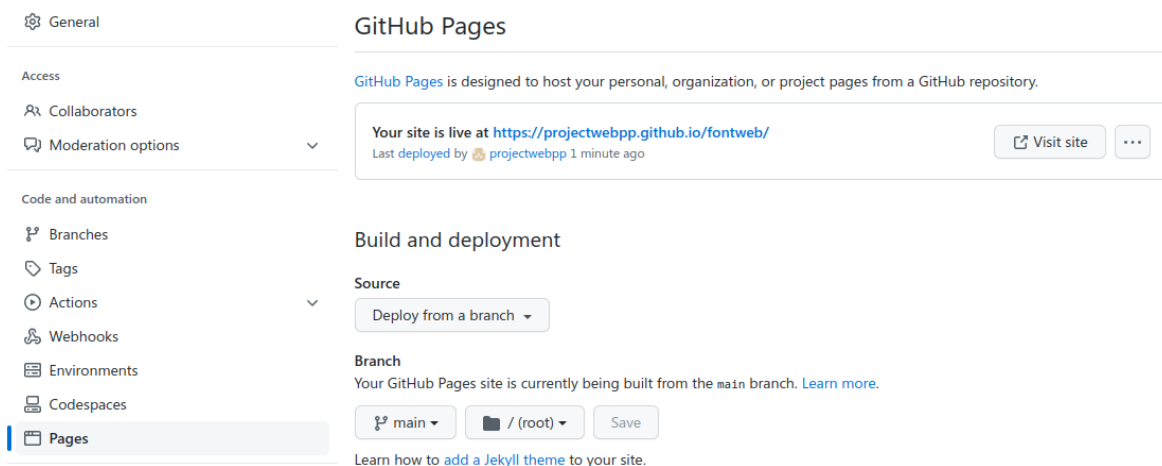 General
Access
Collaborators
Moderation options
Code and automation
Branches
Tags
Actions
Webhooks
Environments
Codespaces
Pages
GitHub Pages
GitHub Pages is designed to host your personal, organization, or project pages from a GitHub repository.
Your site is live at https://projectwebpp.github.io/fontweb/
Last deployed by projectwebpp 1 minute ago
Visit site
Build and deployment
Source
Deploy from a branch
Branch
Your GitHub Pages site is currently being built from the main branch. Learn more.
main
/ (root)
Save
Learn how to add a Jekyll theme to your site.